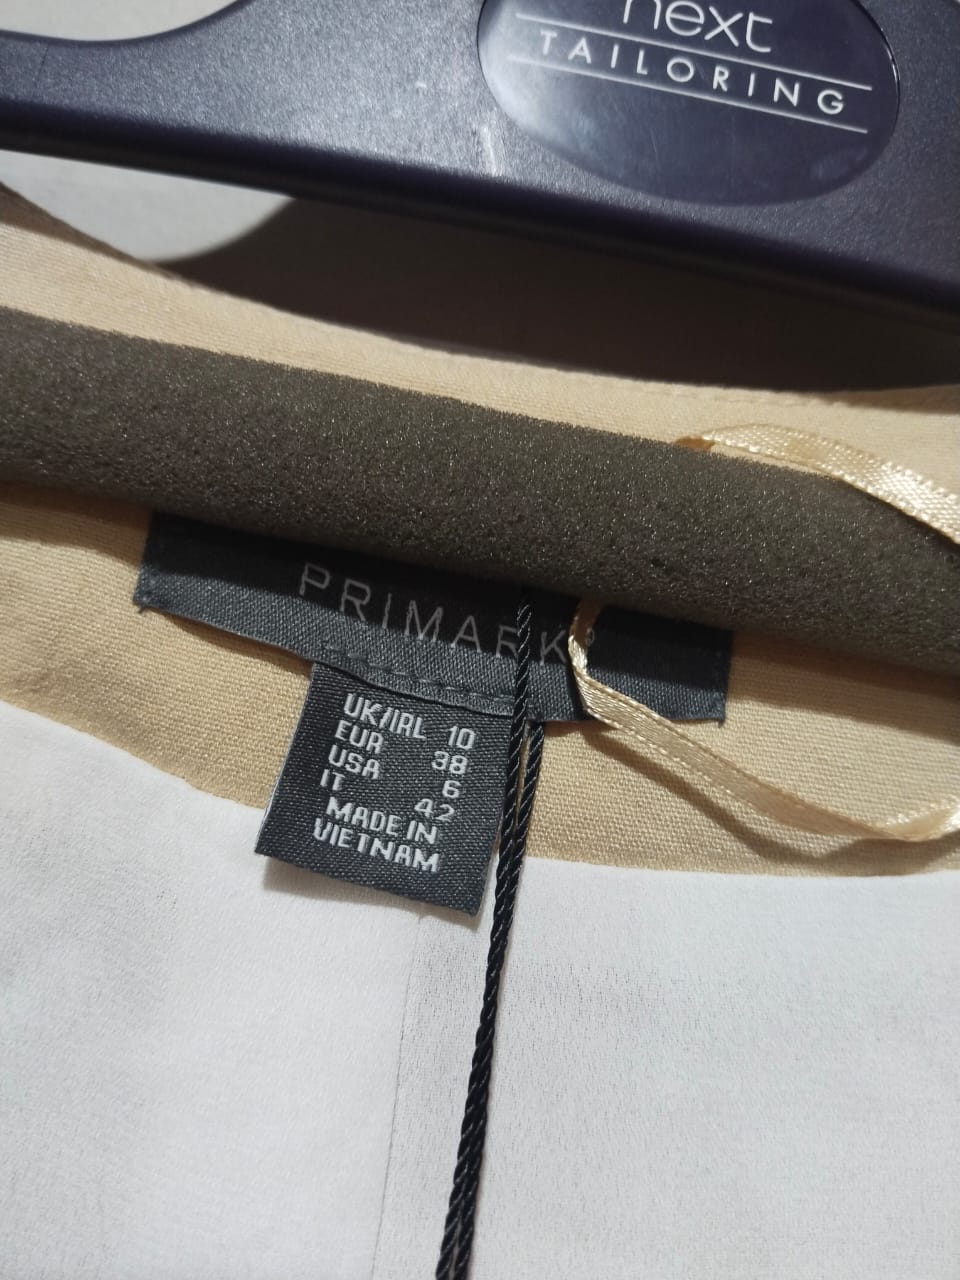 next
TAILORING
PRIMARK
UK/IRL 10
EUR 38
USA 6
IT 42
MADE IN
VIETNAM